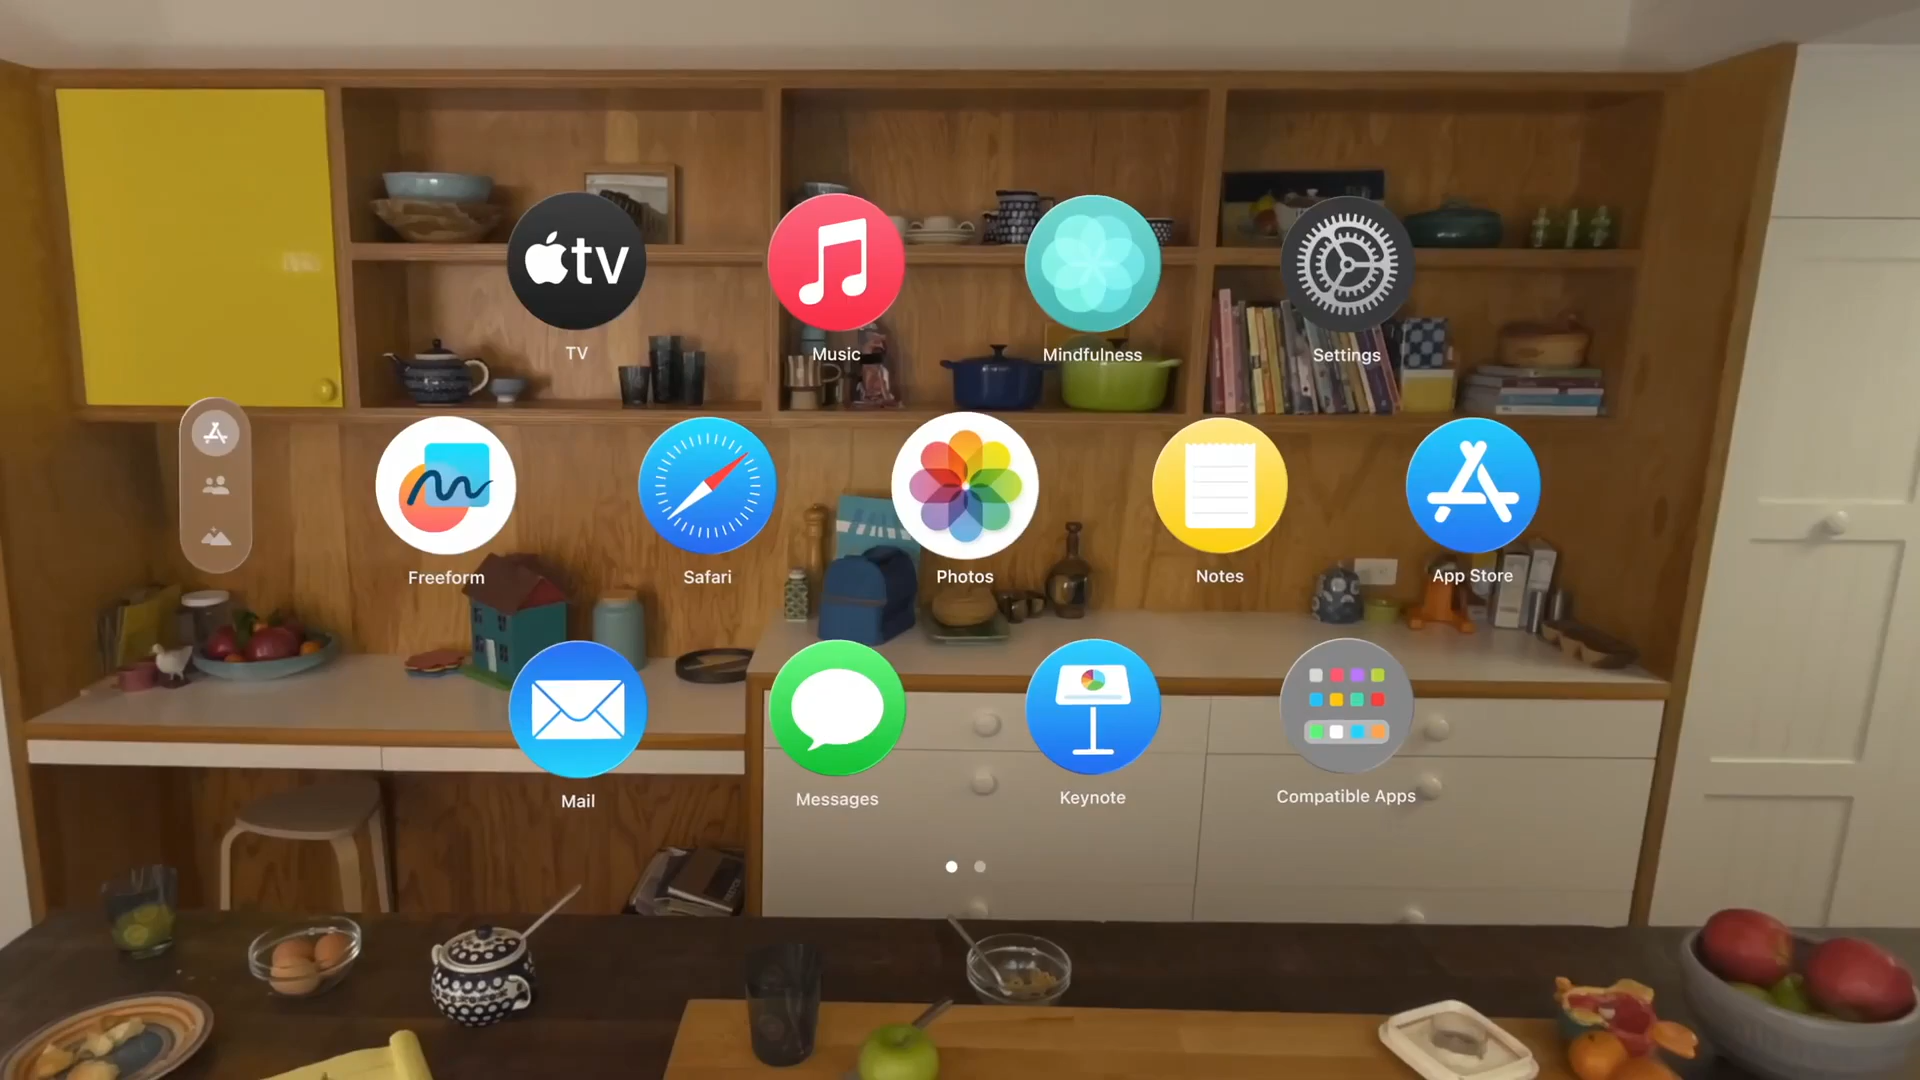 tv
TV
Music
Mindfulness
Settings
Freeform
Safari
Photos
Notes
App Store
Mail
Messages
Keynote
Compatible Apps